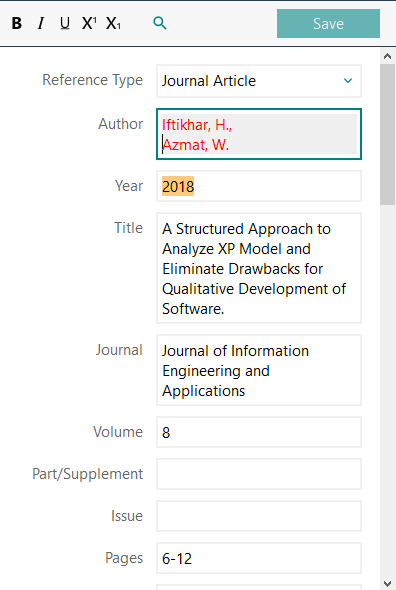 B I U X¹ X₁ Save
Reference Type Journal Article
Author Iftikhar, H.,
Azmat, W.
Year 2018
Title A Structured Approach to
Analyze XP Model and
Eliminate Drawbacks for
Qualitative Development of
Software.
Journal Journal of Information
Engineering and
Applications
Volume 8
Part/Supplement
Issue
Pages 6-12